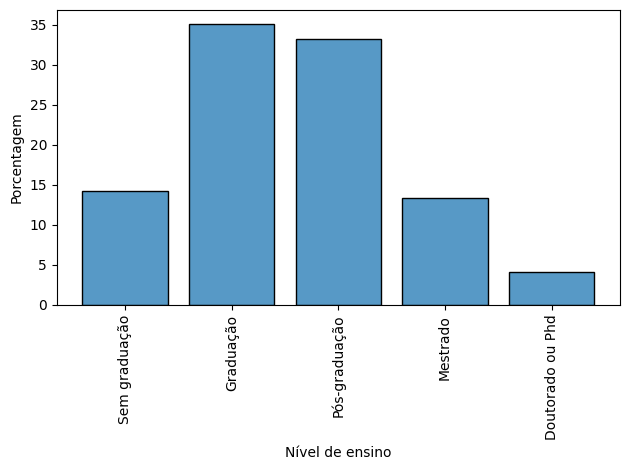 Porcentagem
35
30
25
20
15
10
5
0
Sem graduação
Graduação
Pós-graduação
Mestrado
Doutorado ou Phd
Nível de ensino